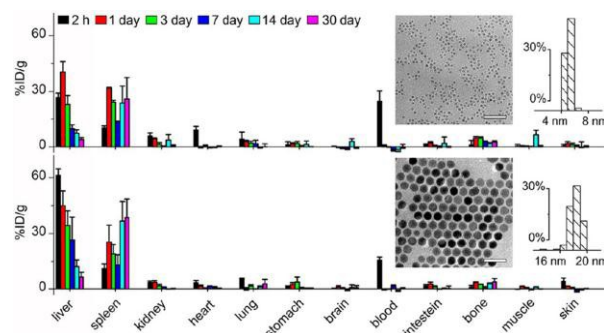 2 h 1 day 3 day 7 day 14 day 30 day
60
30
0
%ID/g
30%
0%
4 nm 8 nm
60
30
0
%ID/g
30%
0%
16 nm 20 nm
liver spleen kidney heart lung stomach brain blood intestein bone muscle skin